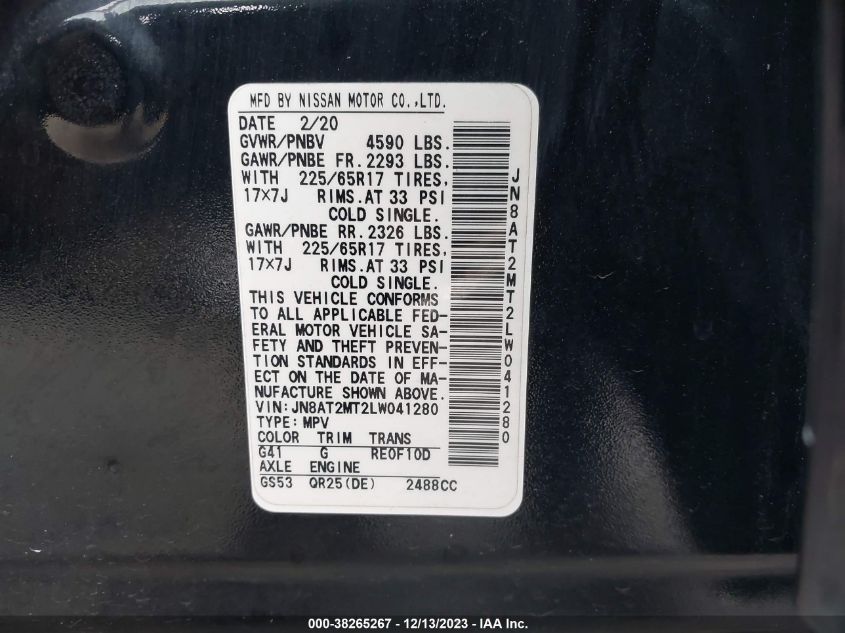 MFD BY NISSAN MOTOR CO.,LTD.
DATE 2/20
GVWR/PNBV 4590 LBS.
GAWR/PNBE FR.2293 LBS.
WITH 225/65R17 TIRES,
17×7J RIMS.AT 33 PSI
COLD SINGLE.
GAWR/PNBE RR.2326 LBS.
WITH 225/65R17 TIRES,
17×7J RIMS.AT 33 PSI
COLD SINGLE.
THIS VEHICLE CONFORMS
TO ALL APPLICABLE FED-
ERAL MOTOR VEHICLE SA-
FETY AND THEFT PREVEN-
TION STANDARDS IN EFF-
ECT ON THE DATE OF MA-
NUFACTURE SHOWN ABOVE.
VIN:JN8AT2MT2LW041280
TYPE:MPV
COLOR TRIM TRANS
G41 G RE0F10D
AXLE ENGINE
GS53 QR25(DE) 2488CC
JN8AT2MT2LW041280
000-38265267 - 12/13/2023 - IAA Inc.